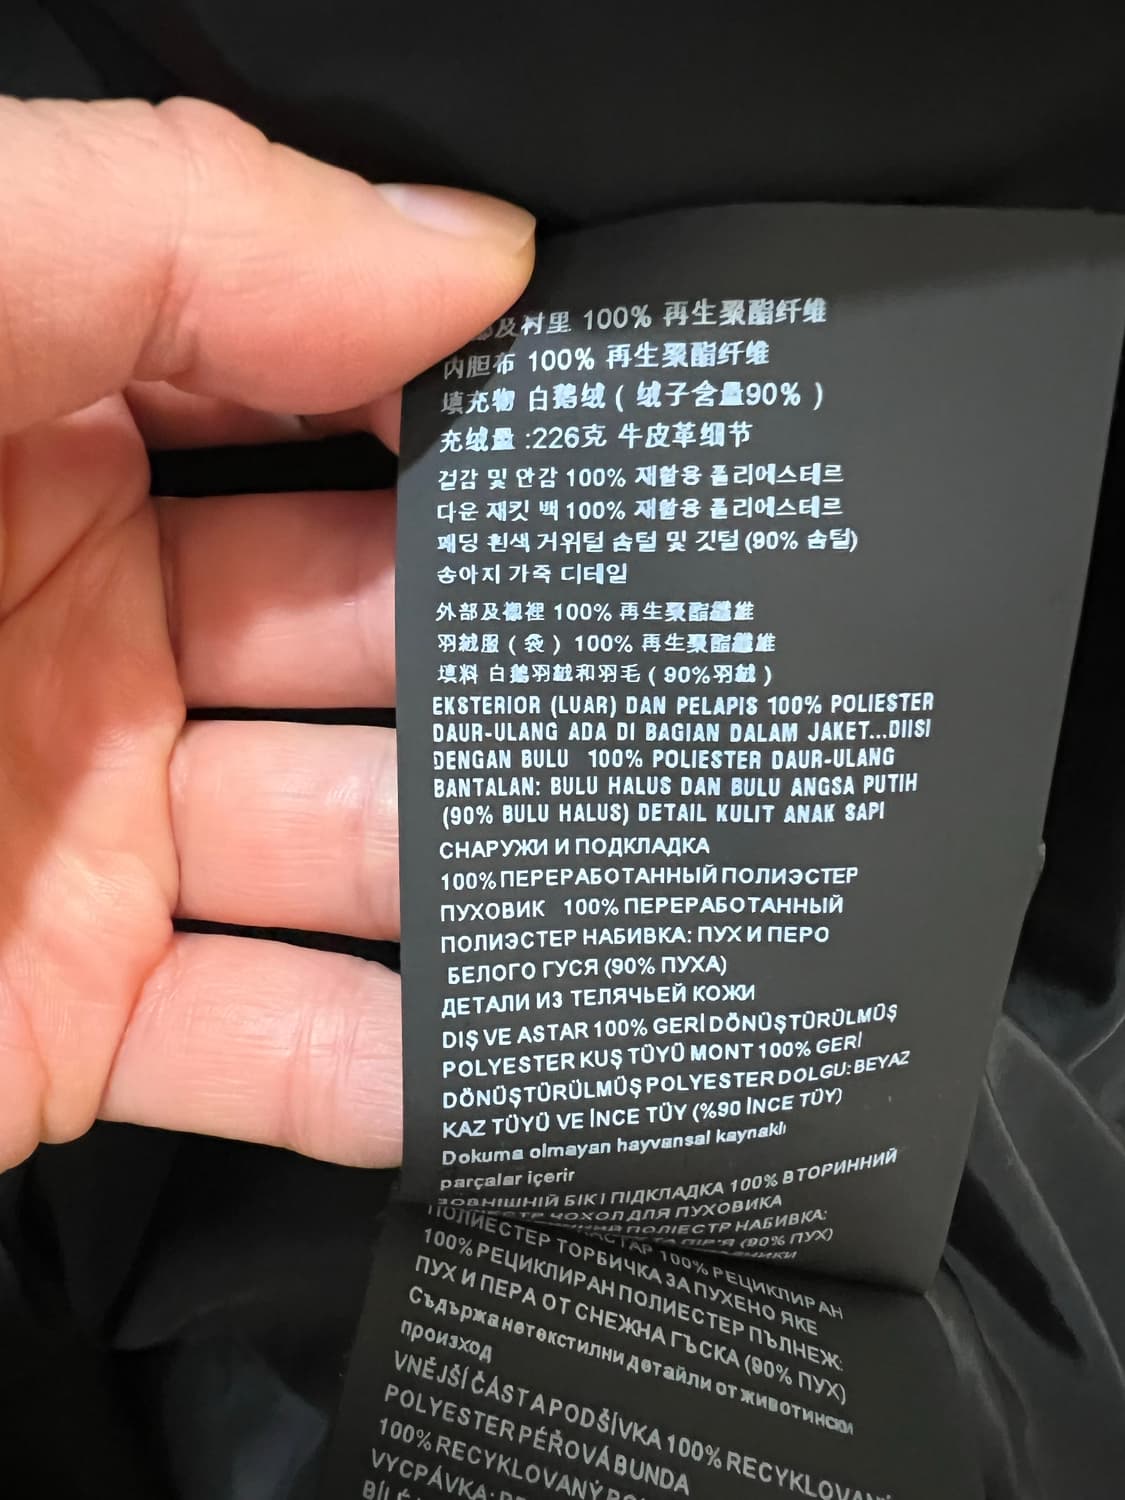 及衬里 100% 再生聚酯纤维
内胆布 100% 再生聚酯纤维
填充物 白鹅绒 ( 绒子含量90% )
充绒量 :226克 牛皮革细节
겉감 및 안감 100% 재활용 폴리에스테르
다운 재킷 백 100% 재활용 폴리에스테르
패딩 흰색 거위털 솜털 및 깃털 (90% 솜털)
송아지 가죽 디테일
外部及襯裡 100% 再生聚酯纖維
羽絨服 ( 袋 ) 100% 再生聚酯纖維
填料 白鵝羽絨和羽毛 ( 90%羽絨 )
EKSTERIOR (LUAR) DAN PELAPIS 100% POLIESTER
DAUR-ULANG ADA DI BAGIAN DALAM JAKET...DIISI
DENGAN BULU 100% POLIESTER DAUR-ULANG
BANTALAN: BULU HALUS DAN BULU ANGSA PUTIH
(90% BULU HALUS) DETAIL KULIT ANAK SAPI
СНАРУЖИ И ПОДКЛАДКА
100% ПЕРЕРАБОТАННЫЙ ПОЛИЭСТЕР
ПУХОВИК 100% ПЕРЕРАБОТАННЫЙ
ПОЛИЭСТЕР НАБИВКА: ПУХ И ПЕРО
БЕЛОГО ГУСЯ (90% ПУХА)
ДЕТАЛИ ИЗ ТЕЛЯЧЬЕЙ КОЖИ
DIŞ VE ASTAR 100% GERİ DÖNÜŞTÜRÜLMÜŞ
POLYESTER KUŞ TÜYÜ MONT 100% GERİ
DÖNÜŞTÜRÜLMÜŞ POLYESTER DOLGU: BEYAZ
KAZ TÜYÜ VE İNCE TÜY (%90 İNCE TÜY)
Dokuma olmayan hayvansal kaynaklı
parçalar içerir
ЗОВНІШНІЙ БІК І ПІДКЛАДКА 100% ВТОРИННИЙ
ЧОХОЛ ДЛЯ ПУХОВИКА
ПОЛІЕСТР НАБИВКА:
(90% ПУХ)
100% РЕЦИКЛИРАН
ПОЛИЕСТЕР ТОРБИЧКА ЗА ПУХЕНО ЯКЕ
100% РЕЦИКЛИРАН ПОЛИЕСТЕР ПЪЛНЕЖ:
ПУХ И ПЕРА ОТ СНЕЖНА ГЪСКА (90% ПУХ)
Съдържа нетекстилни детайли от животински
произход
VNĚJŠÍ ČÁST A PODŠÍVKA 100% RECYKLOVANÝ
POLYESTER PÉŘOVÁ BUNDA
100% RECYKLOVANÝ
VYCPÁVKA: